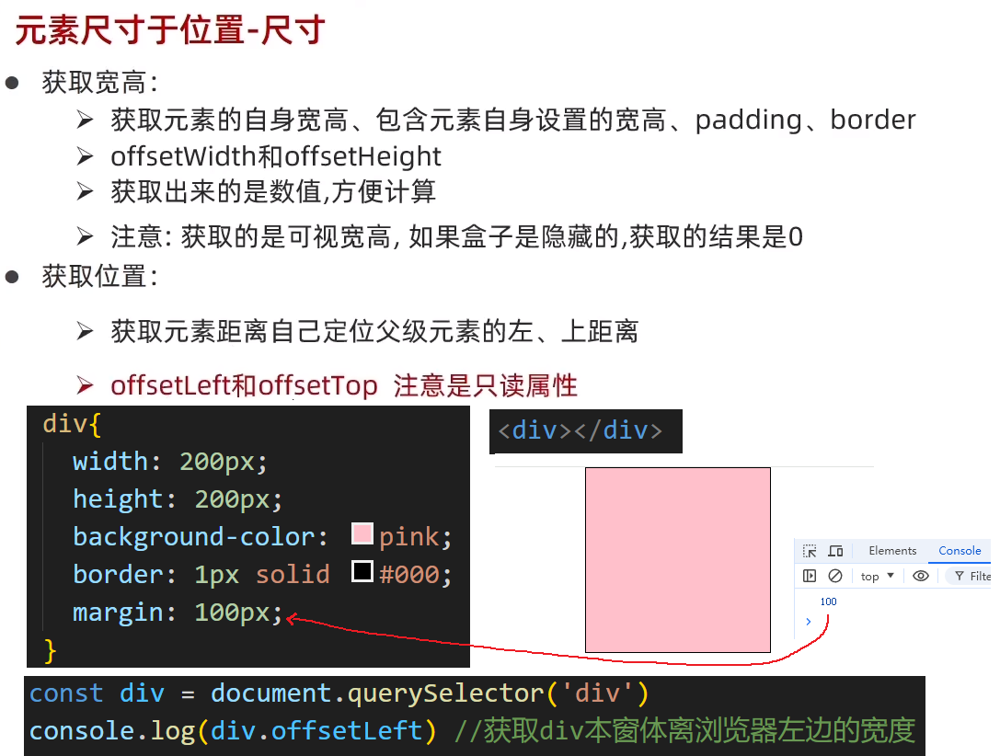 元素尺寸于位置-尺寸
● 获取宽高:
➢ 获取元素的自身宽高、包含元素自身设置的宽高、padding、border
➢ offsetWidth和offsetHeight
➢ 获取出来的是数值,方便计算
➢ 注意: 获取的是可视宽高, 如果盒子是隐藏的,获取的结果是0
● 获取位置:
➢ 获取元素距离自己定位父级元素的左、上距离
➢ offsetLeft和offsetTop 注意是只读属性
div{
width: 200px;
height: 200px;
background-color: pink;
border: 1px solid #000;
margin: 100px;
}
<div></div>
Elements Console
top ▼ Filte
100
>
const div = document.querySelector('div')
console.log(div.offsetLeft) //获取div本窗体离浏览器左边的宽度